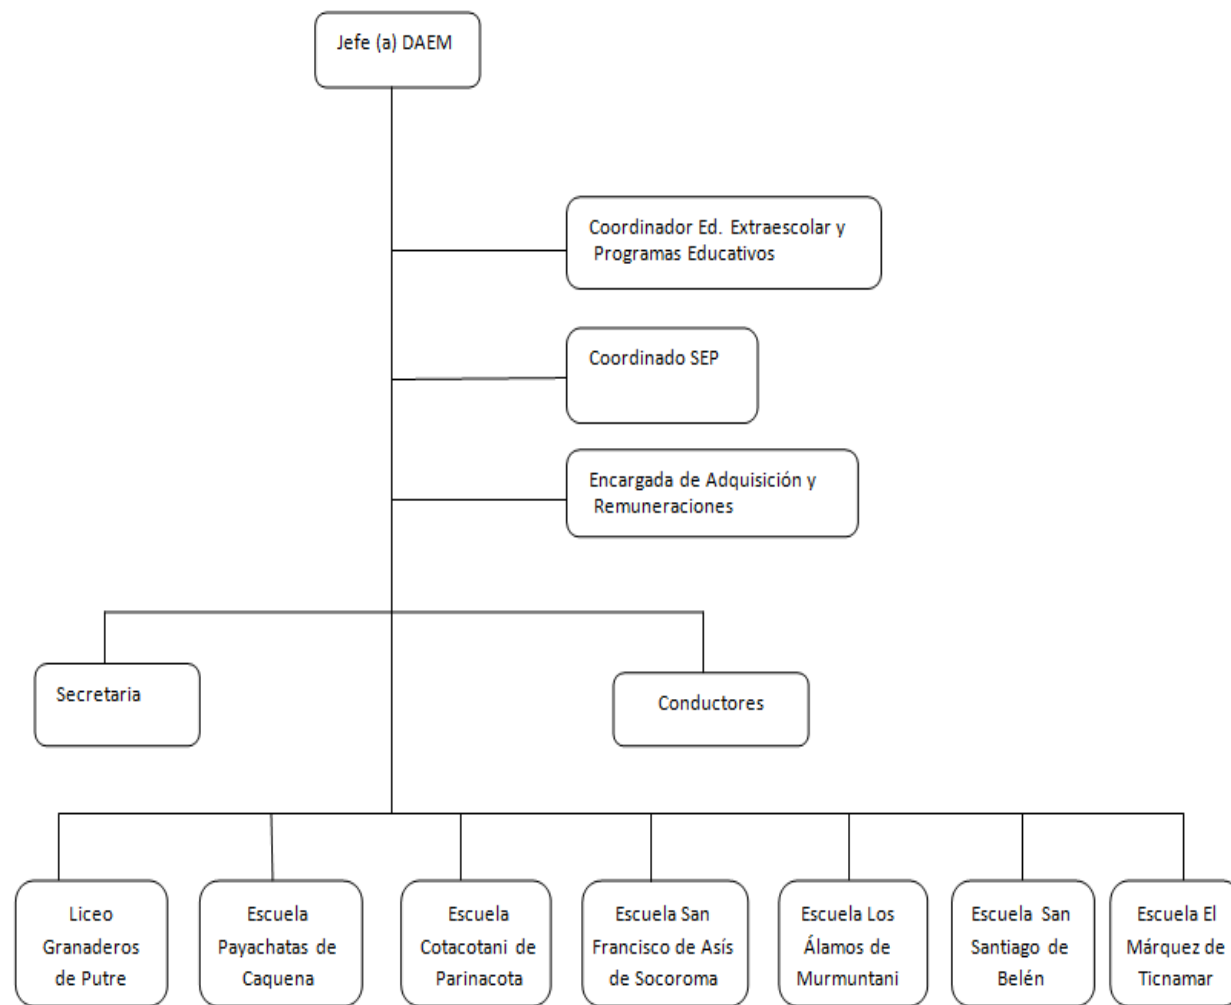 Jefe (a) DAEM
Coordinador Ed. Extraescolar y
Programas Educativos
Coordinado SEP
Encargada de Adquisición y
Remuneraciones
Secretaria
Conductores
Liceo
Granaderos
de Putre
Escuela
Payachatas de
Caquena
Escuela
Cotacotani de
Parinacota
Escuela San
Francisco de Asís
de Socoroma
Escuela Los
Álamos de
Murmuntani
Escuela San
Santiago de
Belén
Escuela El
Márquez de
Ticnamar